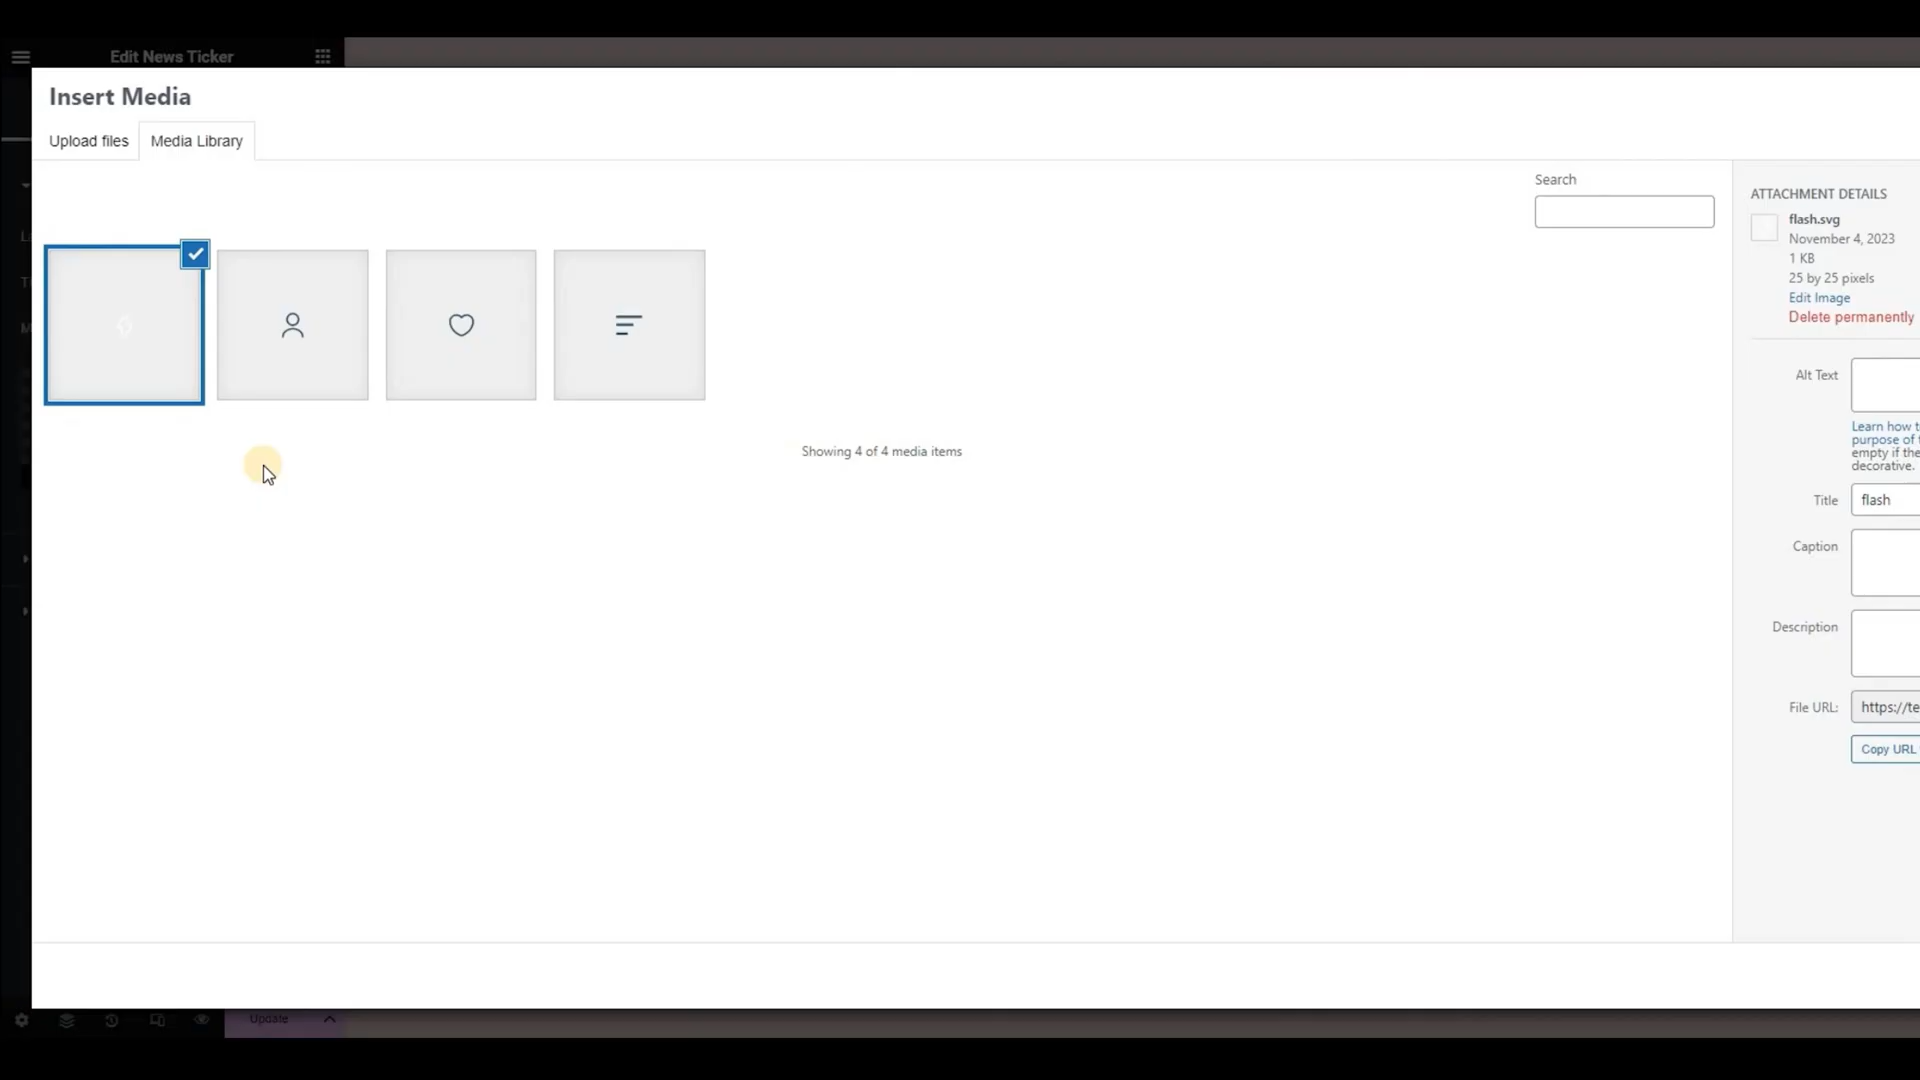 Edit News Ticker
Insert Media
Upload files
Media Library
Search
ATTACHMENT DETAILS
flash.svg
November 4, 2023
1 KB
25 by 25 pixels
Edit Image
Delete permanently
Showing 4 of 4 media items
Alt Text
Learn how
purpose of
empty if the
decorative.
Title
flash
Caption
Description
File URL:
https://te
Copy URL
Update